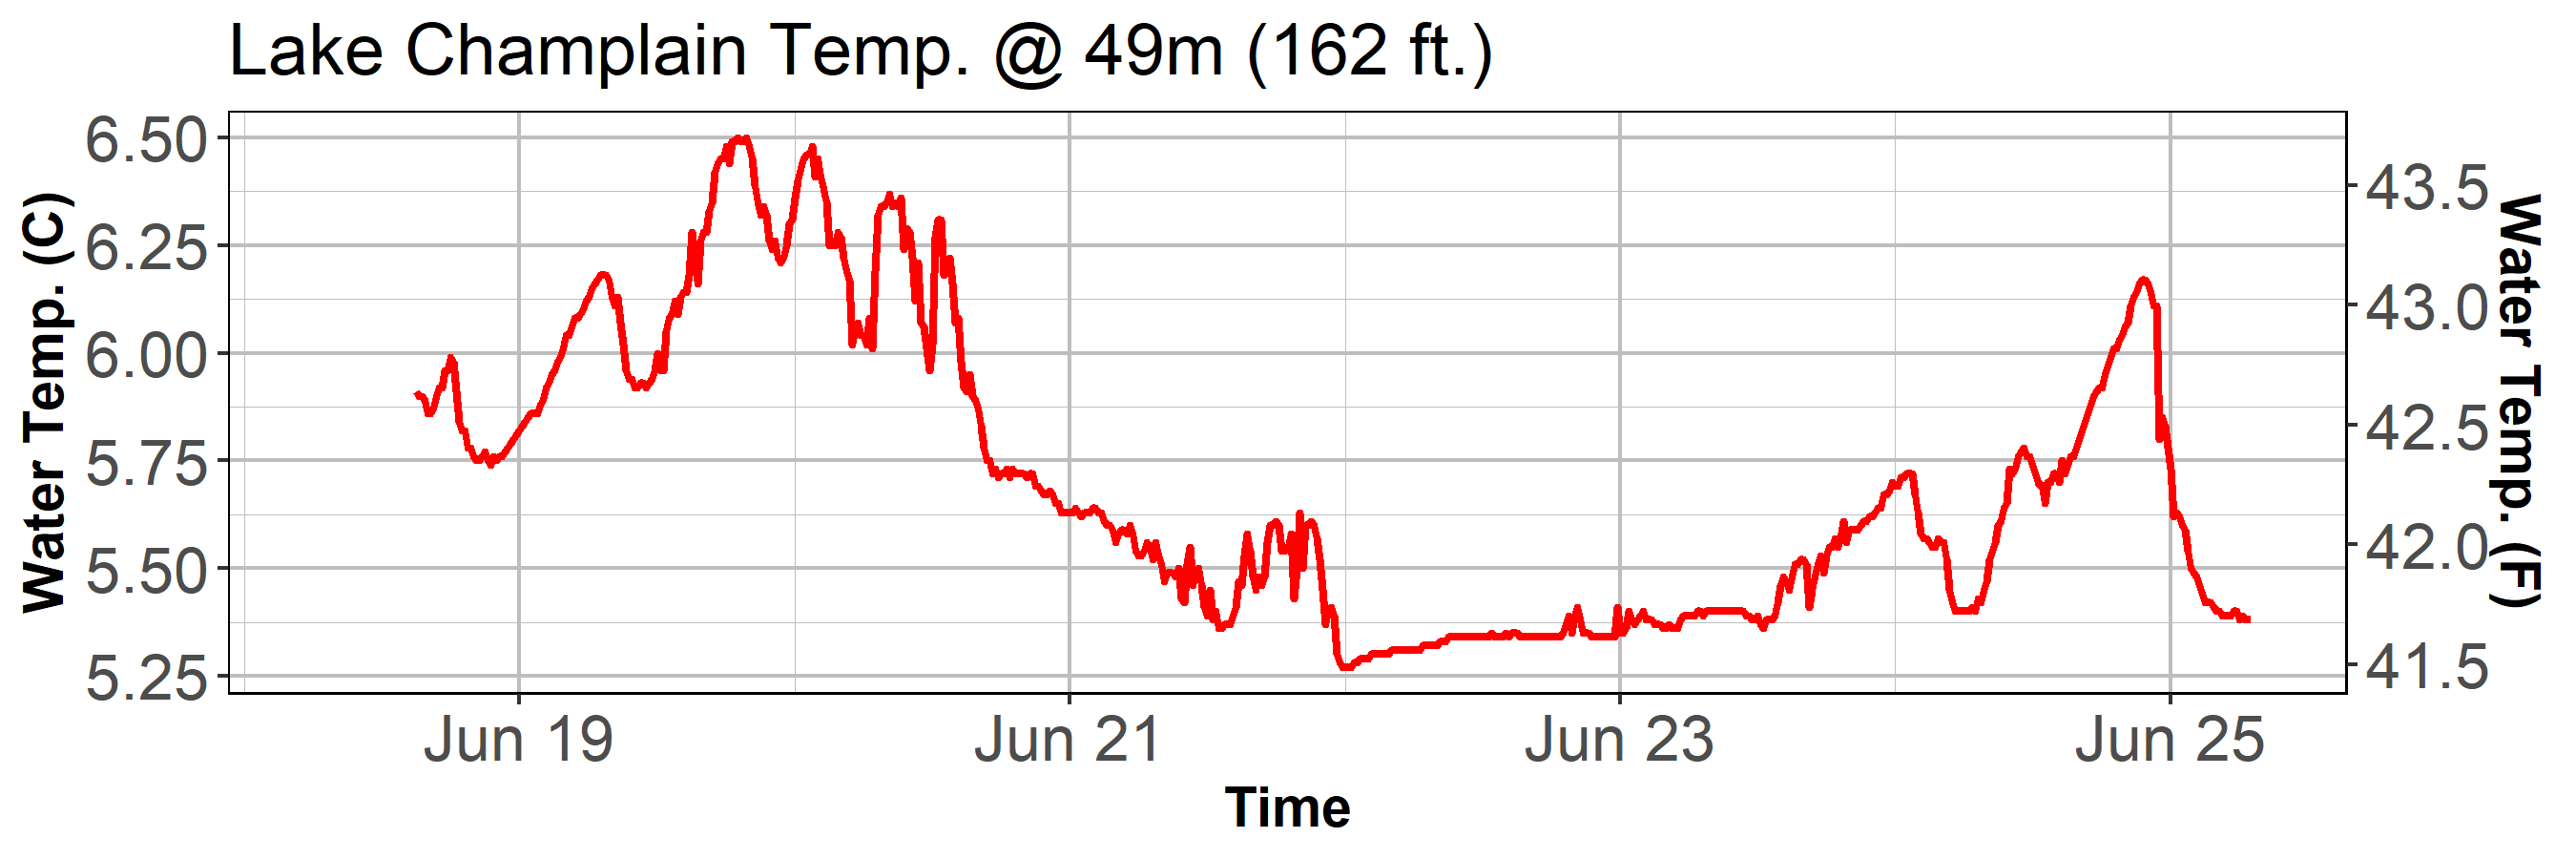 Lake Champlain Temp. @ 49m (162 ft.)
Water Temp. (C)
6.50
6.25
6.00
5.75
5.50
5.25
43.5
43.0
42.5
42.0
41.5
Water Temp. (F)
Jun 19
Jun 21
Jun 23
Jun 25
Time